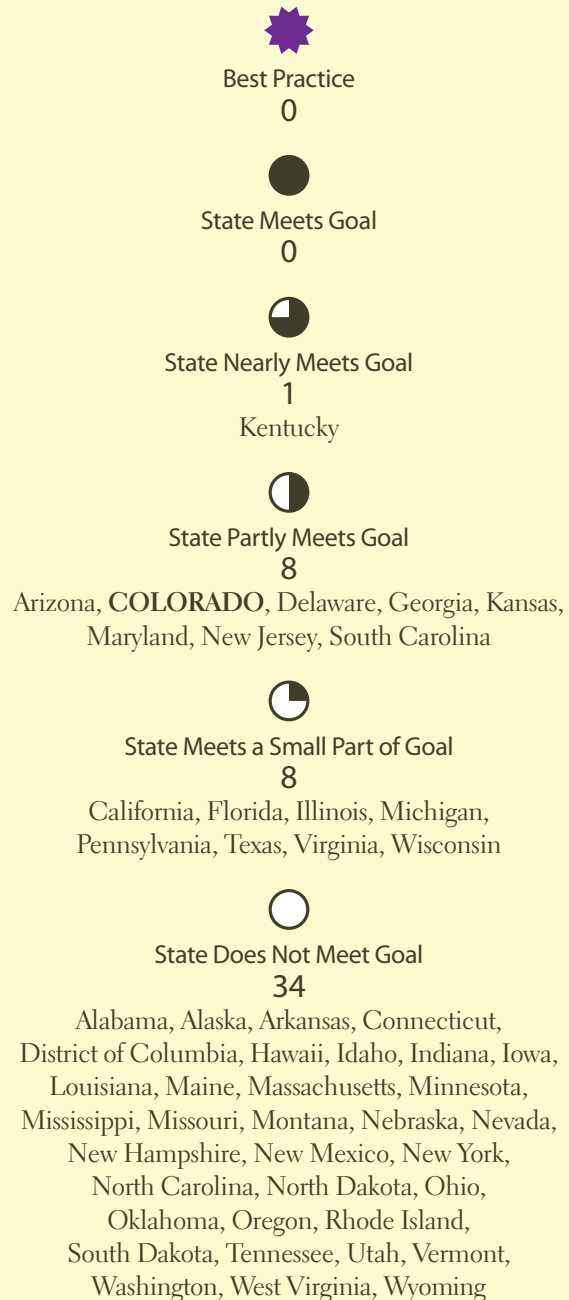 Best Practice
0
State Meets Goal
0
State Nearly Meets Goal
1
Kentucky
State Partly Meets Goal
8
Arizona, COLORADO, Delaware, Georgia, Kansas,
Maryland, New Jersey, South Carolina
State Meets a Small Part of Goal
8
California, Florida, Illinois, Michigan,
Pennsylvania, Texas, Virginia, Wisconsin
State Does Not Meet Goal
34
Alabama, Alaska, Arkansas, Connecticut,
District of Columbia, Hawaii, Idaho, Indiana, Iowa,
Louisiana, Maine, Massachusetts, Minnesota,
Mississippi, Missouri, Montana, Nebraska, Nevada,
New Hampshire, New Mexico, New York,
North Carolina, North Dakota, Ohio,
Oklahoma, Oregon, Rhode Island,
South Dakota, Tennessee, Utah, Vermont,
Washington, West Virginia, Wyoming